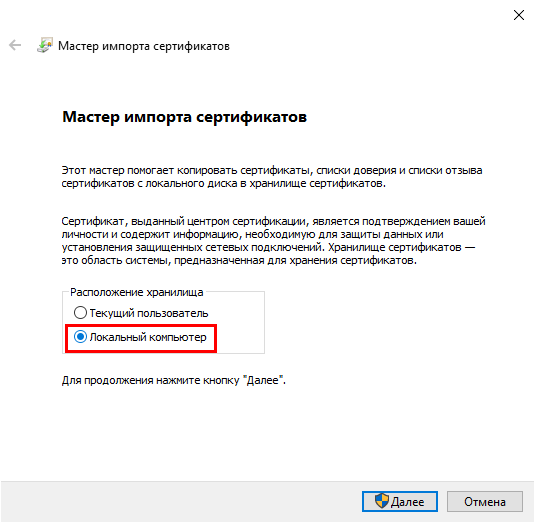 Мастер импорта сертификатов
Мастер импорта сертификатов
Этот мастер помогает копировать сертификаты, списки доверия и списки отзыва
сертификатов с локального диска в хранилище сертификатов.
Сертификат, выданный центром сертификации, является подтверждением вашей
личности и содержит информацию, необходимую для защиты данных или
установления защищенных сетевых подключений. Хранилище сертификатов —
это область системы, предназначенная для хранения сертификатов.
Расположение хранилища
Текущий пользователь
Локальный компьютер
Для продолжения нажмите кнопку "Далее".
Далее
Отмена